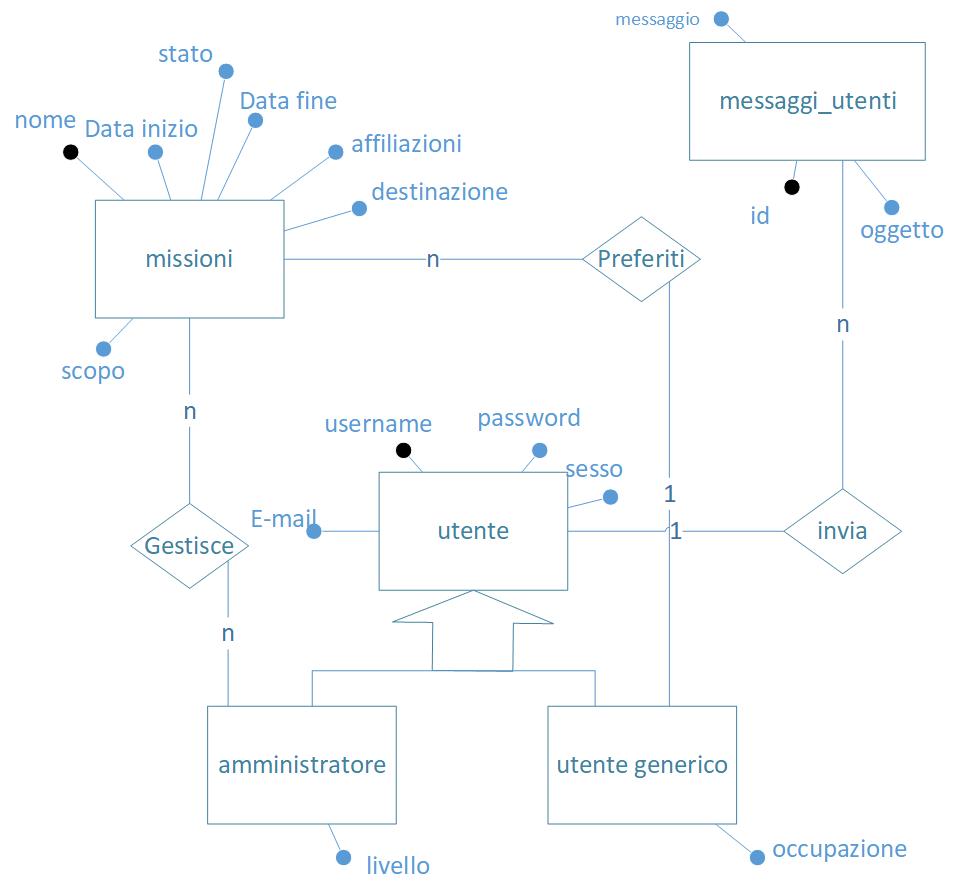 messaggio
stato
messaggi_utenti
Data fine
nome
Data inizio
affiliazioni
destinazione
id
oggetto
missioni
n
Preferiti
n
scopo
n
username
password
sesso
1
E-mail
utente
1
invia
Gestisce
n
amministratore
utente generico
livello
occupazione